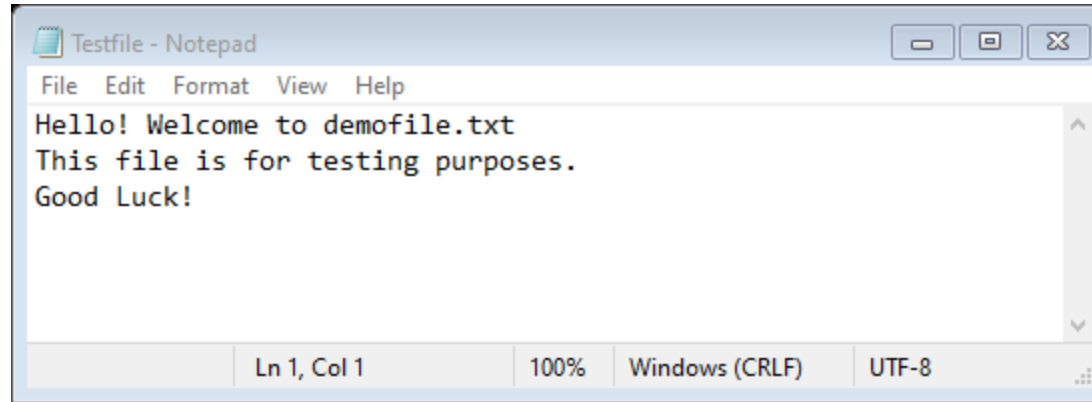 Testfile - Notepad
File Edit Format View Help
Hello! Welcome to demofile.txt
This file is for testing purposes.
Good Luck!
Ln 1, Col 1 100% Windows (CRLF) UTF-8